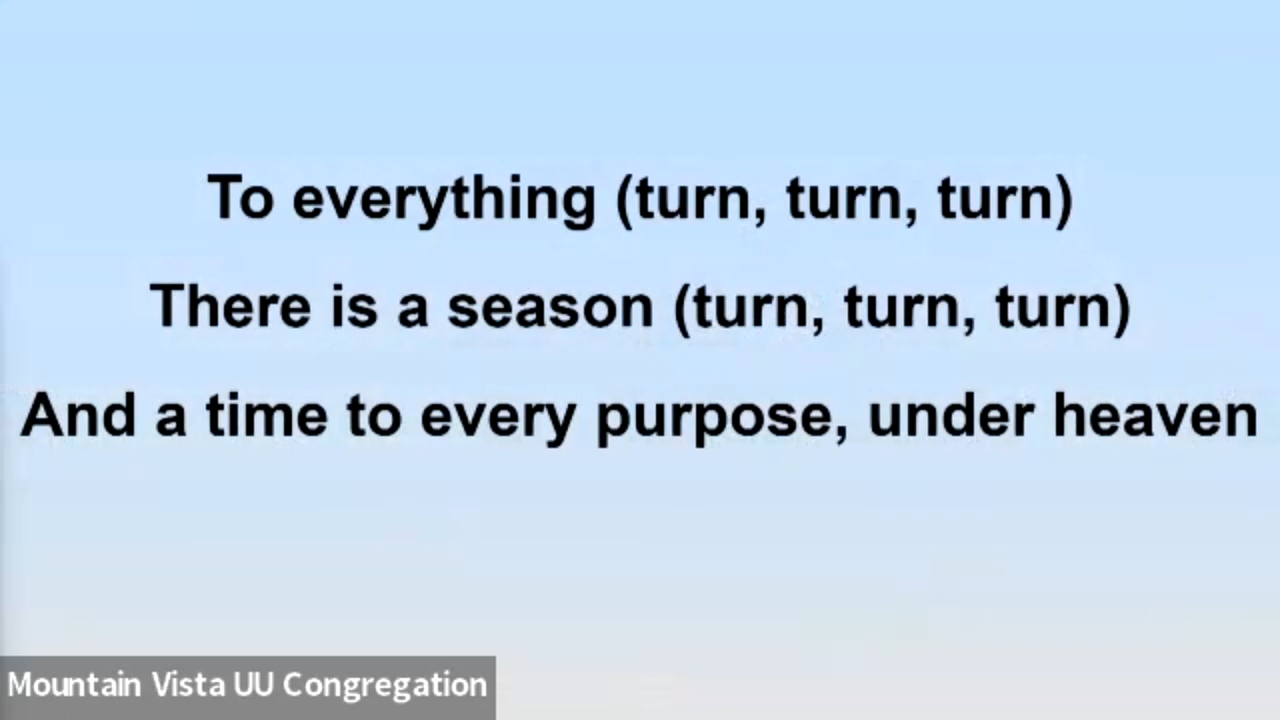 To everything (turn, turn, turn)
There is a season (turn, turn, turn)
And a time to every purpose, under heaven
Mountain Vista UU Congregation